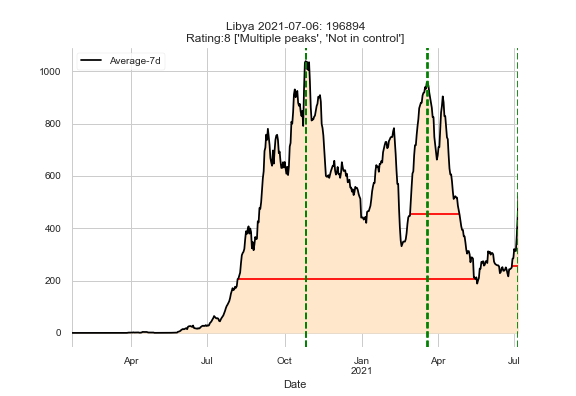 Libya 2021-07-06: 196894
Rating:8 ['Multiple peaks', 'Not in control']
Average-7d
1000
800
600
400
200
0
Apr
Jul
Oct
Jan
2021
Apr
Jul
Date